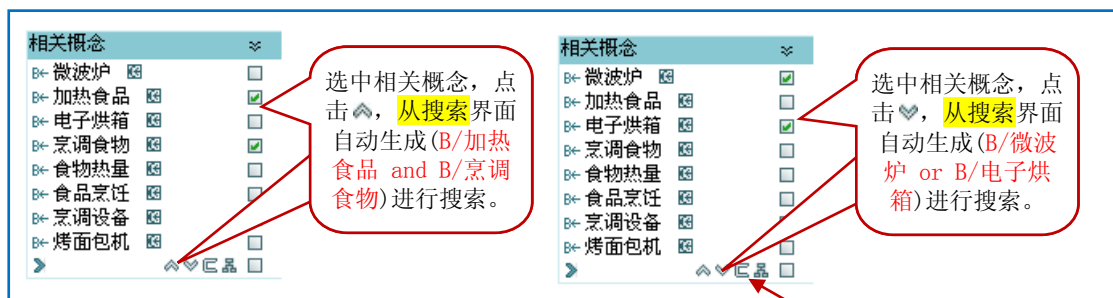 相关概念
B← 微波炉
B← 加热食品
B← 电子烘箱
B← 烹调食物
B← 食物热量
B← 食品烹饪
B← 烹调设备
B← 烤面包机
选中相关概念，点
击，从搜索界面
自动生成(B/加热
食品 and B/烹调
食物)进行搜索。
相关概念
B← 微波炉
B← 加热食品
B← 电子烘箱
B← 烹调食物
B← 食物热量
B← 食品烹饪
B← 烹调设备
B← 烤面包机
选中相关概念，点
击，从搜索界面
自动生成(B/微波
炉 or B/电子烘
箱)进行搜索。